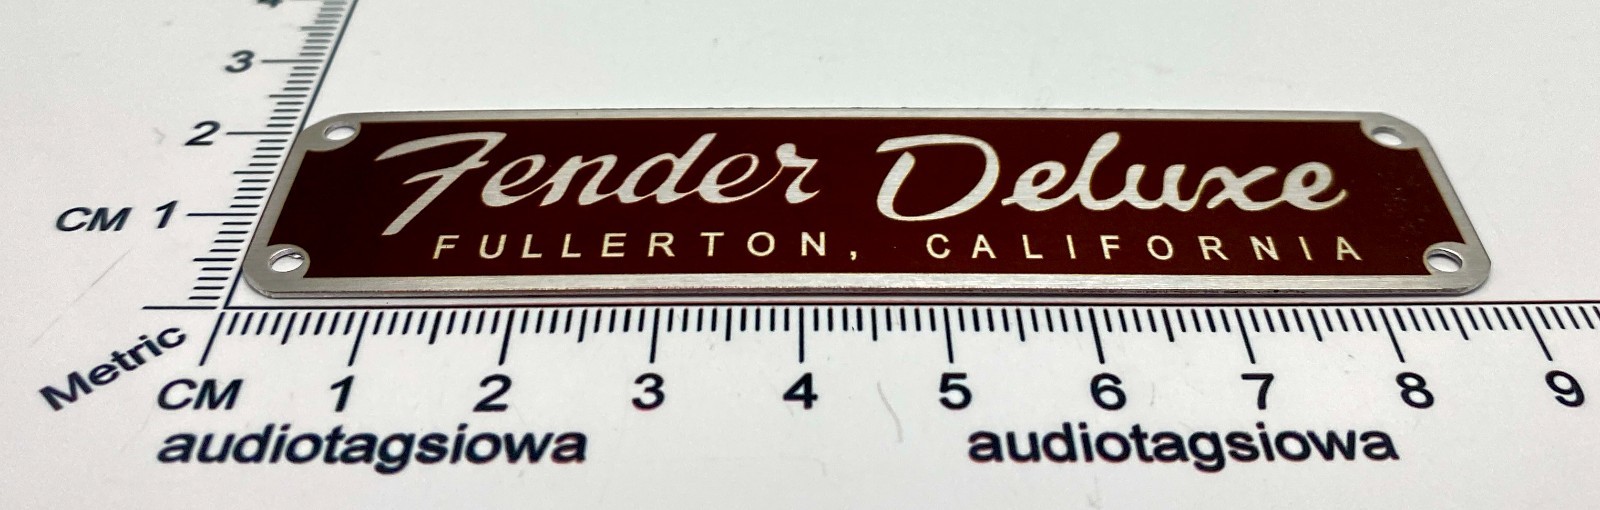 4
3
2
CM 1
Fender Deluxe
FULLERTON, CALIFORNIA
Metric
CM 1 2 3 4 5 6 7 8 9
audiotagsiowa audiotagsiowa